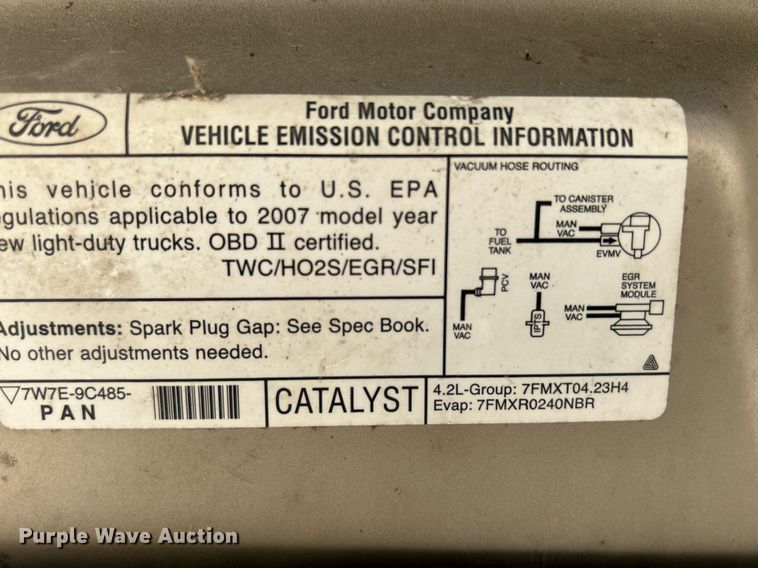 Ford
Ford Motor Company
VEHICLE EMISSION CONTROL INFORMATION
his vehicle conforms to U.S. EPA
egulations applicable to 2007 model year
ew light-duty trucks. OBD II certified.
TWC/HO2S/EGR/SFI
Adjustments: Spark Plug Gap: See Spec Book.
No other adjustments needed.
VACUUM HOSE ROUTING
TO CANISTER
ASSEMBLY
TO
FUEL
TANK
MAN
VAC
EVMV
PCV
MAN
VAC
MAN
VAC
IPTS
EGR
SYSTEM
MODULE
MAN
VAC
7W7E-9C485-
PAN
CATALYST
4.2L-Group: 7FMXT04.23H4
Evap: 7FMXR0240NBR
Purple Wave Auction